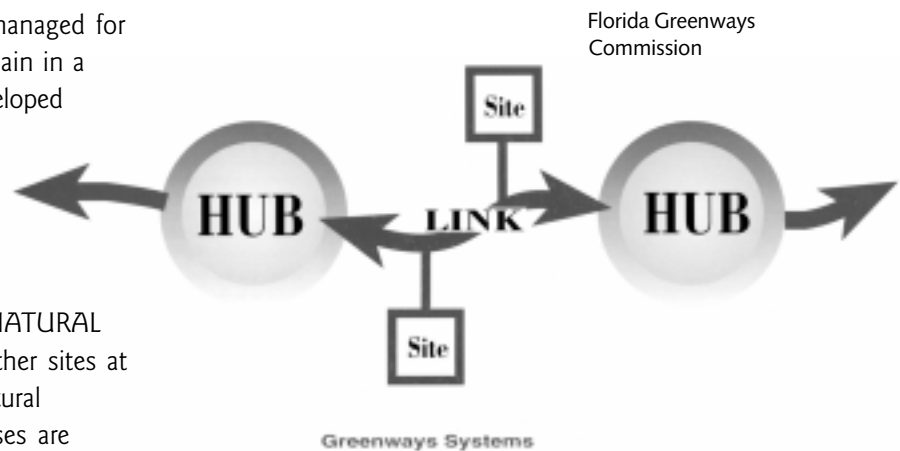 managed for
ain in a
eloped
NATURAL
ther sites at
tural
ses are
Florida Greenways
Commission
Site
HUB
LINK
HUB
Site
Greenways Systems